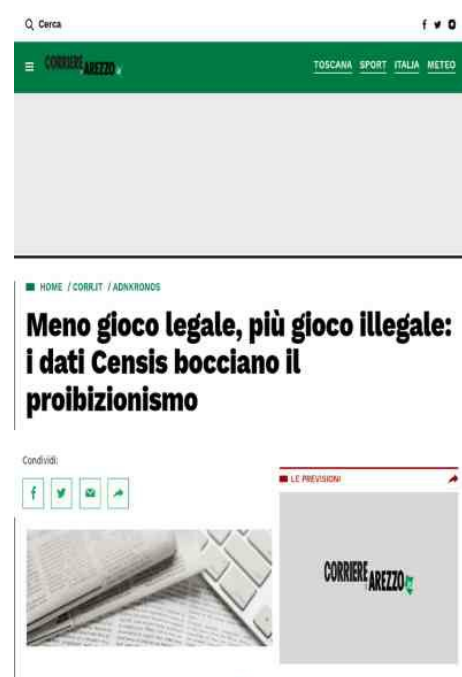 Cerca
CORRIERE AREZZO
TOSCANA SPORT ITALIA METEO
HOME / CORR.IT / ADNKRONOS
Meno gioco legale, più gioco illegale:
i dati Censis bocciano il
proibizionismo
Condividi:
LE PREVISIONI
CORRIERE AREZZO